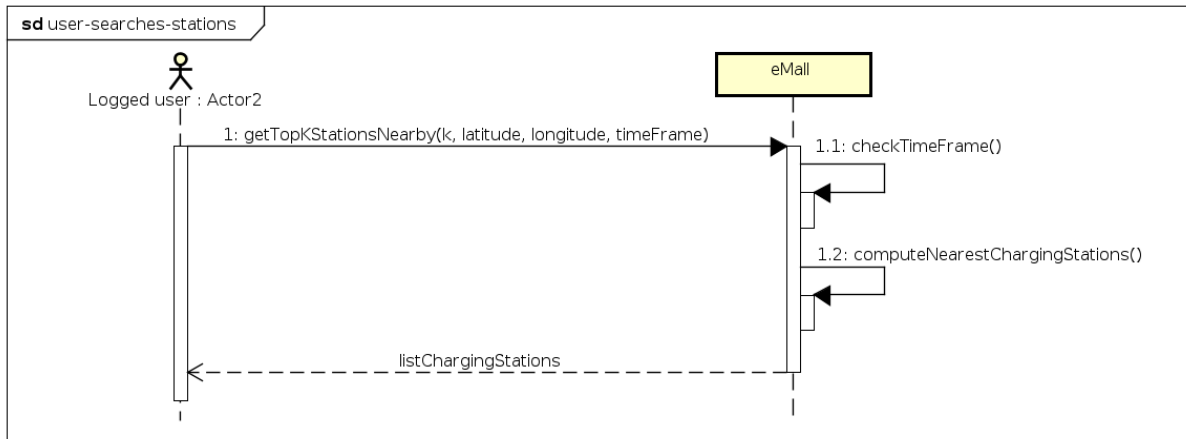 sd user-searches-stations
Logged user : Actor2
eMall
1: getTopKStationsNearby(k, latitude, longitude, timeFrame)
1.1: checkTimeFrame()
1.2: computeNearestChargingStations()
listChargingStations